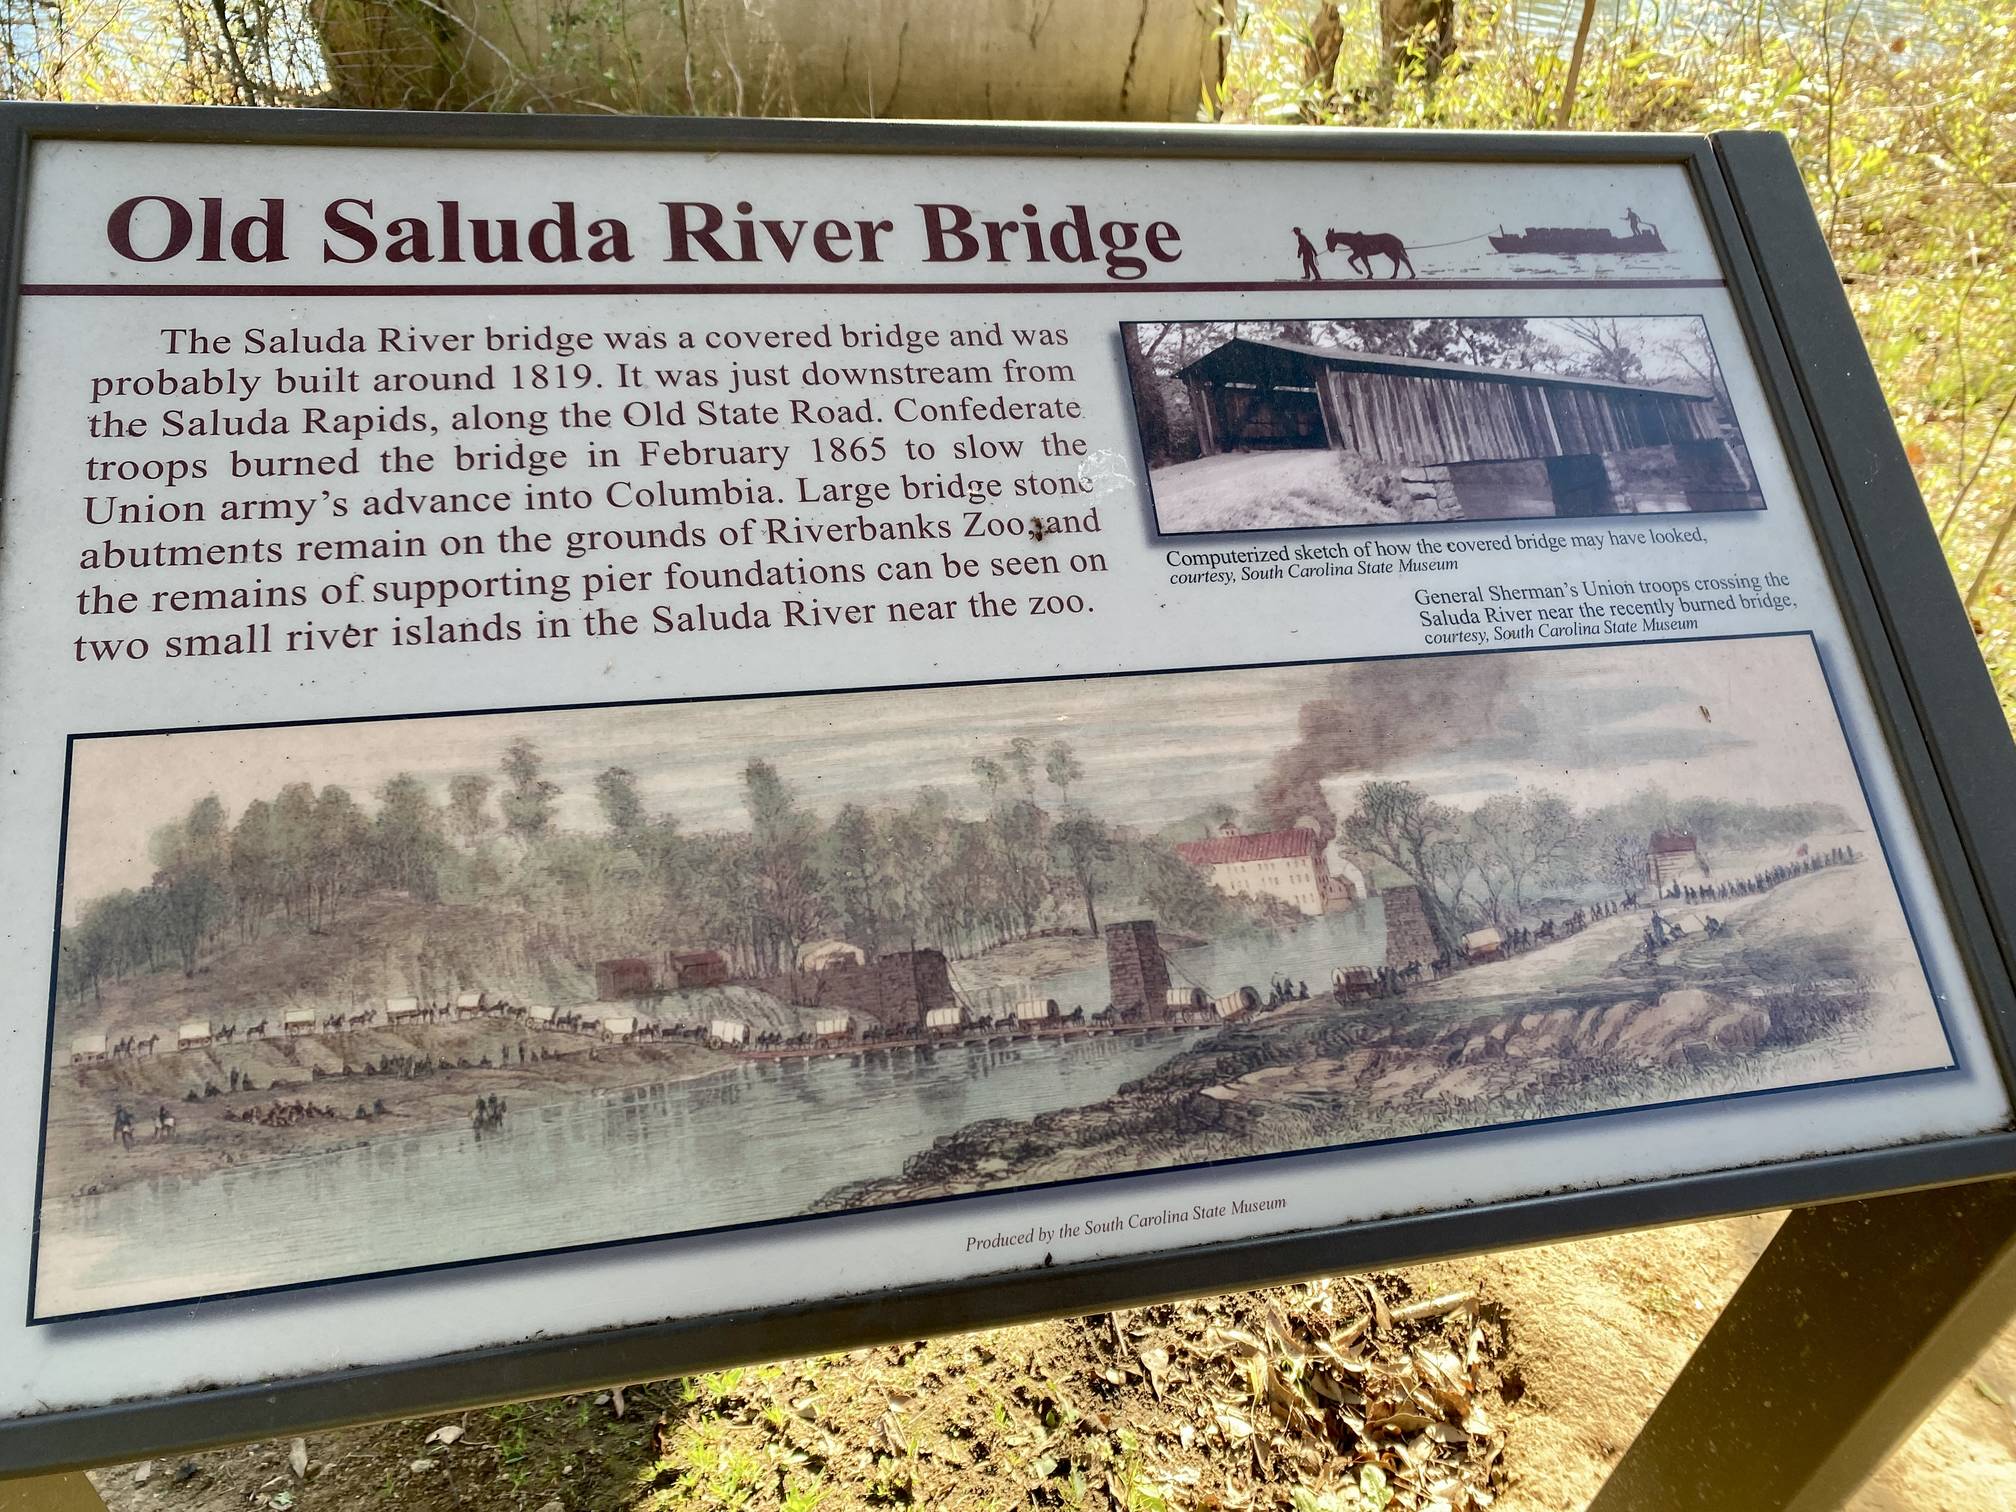 Old Saluda River Bridge
The Saluda River bridge was a covered bridge and was
probably built around 1819. It was just downstream from
the Saluda Rapids, along the Old State Road. Confederate
troops burned the bridge in February 1865 to slow the
Union army's advance into Columbia. Large bridge stone
abutments remain on the grounds of Riverbanks Zoo, and
the remains of supporting pier foundations can be seen on
two small river islands in the Saluda River near the zoo.
Computerized sketch of how the covered bridge may have looked,
courtesy, South Carolina State Museum
General Sherman's Union troops crossing the
Saluda River near the recently burned bridge,
courtesy, South Carolina State Museum
Produced by the South Carolina State Museum